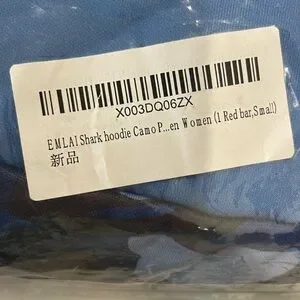 X003DQ06ZX
EMLAI Shark hoodie Camo P...en Women (1 Red bar,Small)
新品